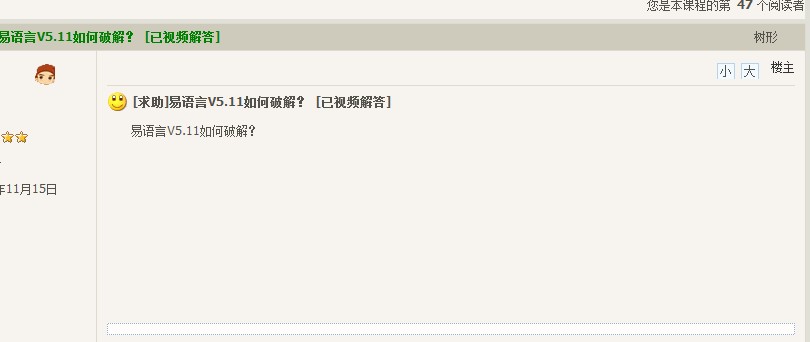 您是本课程的第 47 个阅读者
易语言V5.11如何破解？ [已视频解答]
树形
小 大 楼主
[求助]易语言V5.11如何破解？ [已视频解答]
易语言V5.11如何破解？
年11月15日